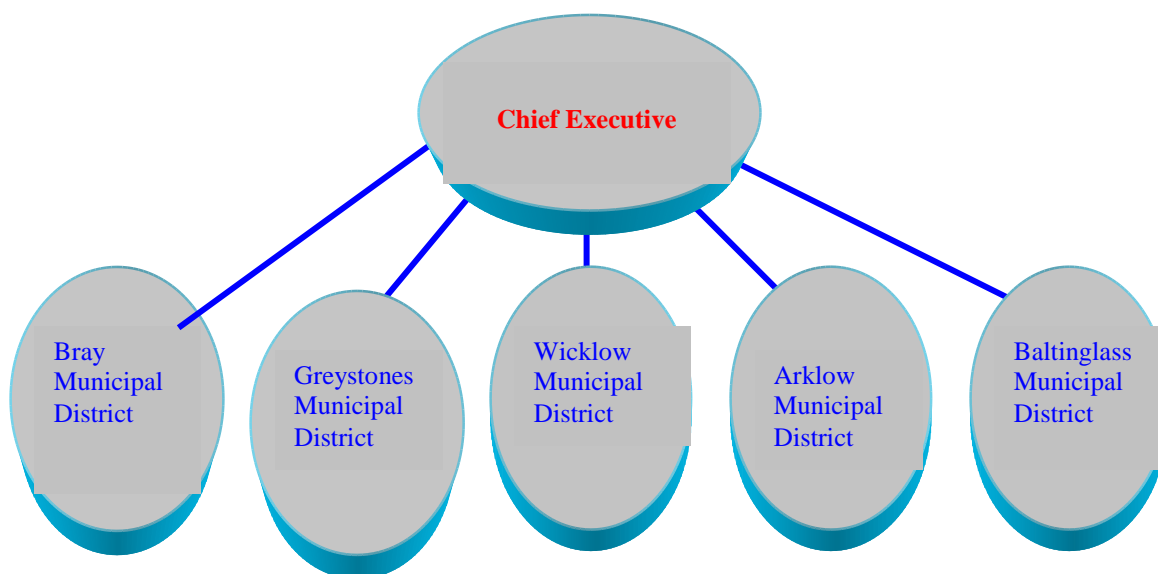 Chief Executive
Bray
Municipal
District
Greystones
Municipal
District
Wicklow
Municipal
District
Arklow
Municipal
District
Baltinglass
Municipal
District